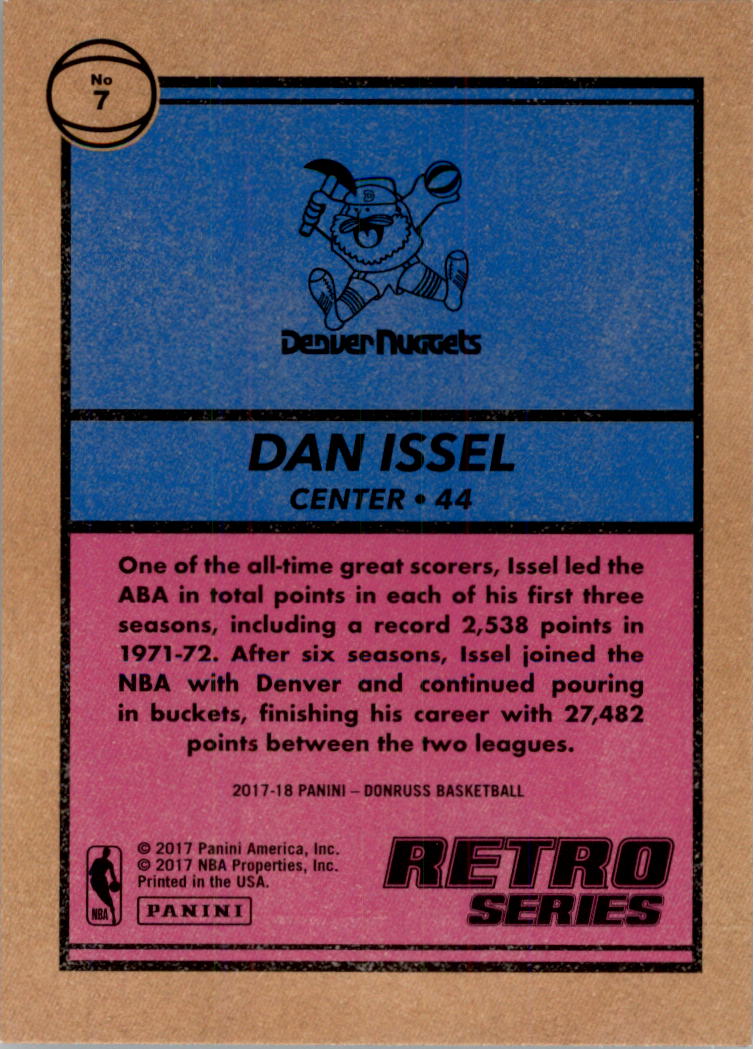 No
7
D
Denver Nuggets
DAN ISSEL
CENTER • 44
One of the all-time great scorers, Issel led the
ABA in total points in each of his first three
seasons, including a record 2,538 points in
1971-72. After six seasons, Issel joined the
NBA with Denver and continued pouring
in buckets, finishing his career with 27,482
points between the two leagues.
2017-18 PANINI – DONRUSS BASKETBALL
© 2017 Panini America, Inc.
© 2017 NBA Properties, Inc.
Printed in the USA.
NBA
PANINI
RETRO
SERIES